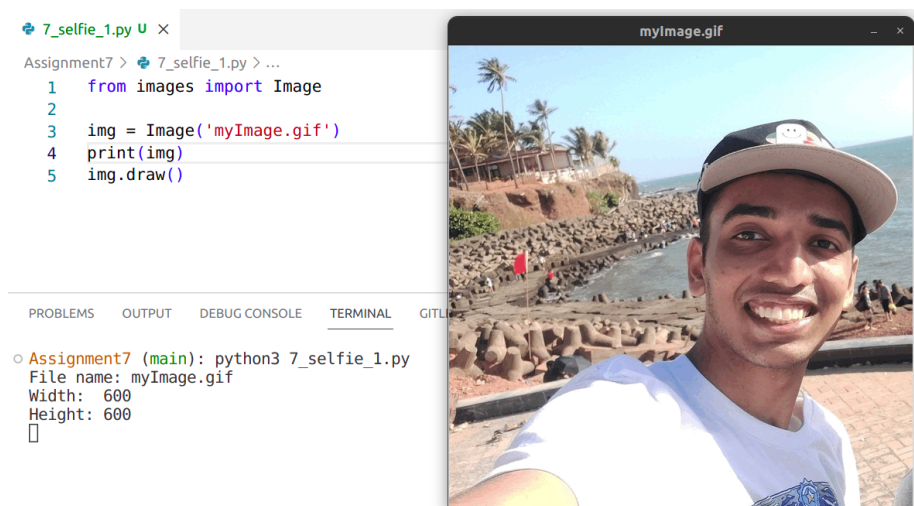 7_selfie_1.py U
Assignment7 > 7_selfie_1.py > ...
1 from images import Image
2
3 img = Image('myImage.gif')
4 print(img)
5 img.draw()
PROBLEMS OUTPUT DEBUG CONSOLE TERMINAL GITL
Assignment7 (main): python3 7_selfie_1.py
File name: myImage.gif
Width:  600
Height: 600
myImage.gif